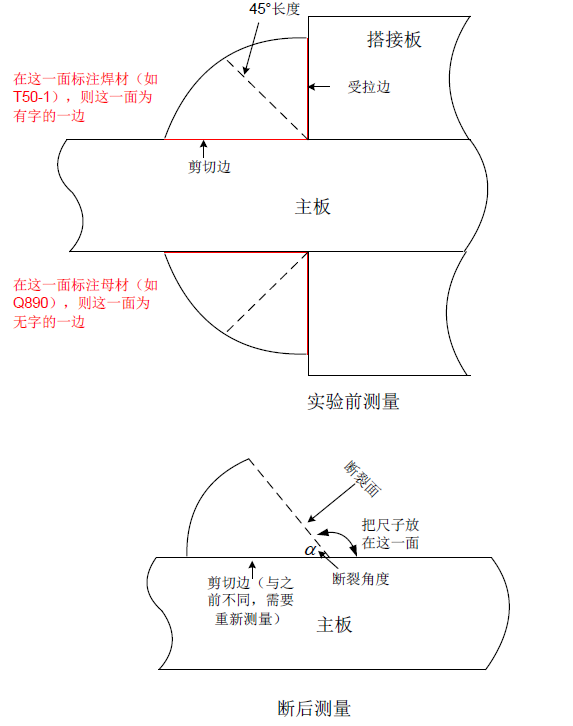 45°长度
搭接板
在这一面标注焊材（如
T50-1），则这一面为
有字的一边
受拉边
剪切边
主板
在这一面标注母材（如
Q890），则这一面为
无字的一边
实验前测量
断裂面
把尺子放
在这一面
α
断裂角度
剪切边（与之
前不同，需要
重新测量）
主板
断后测量